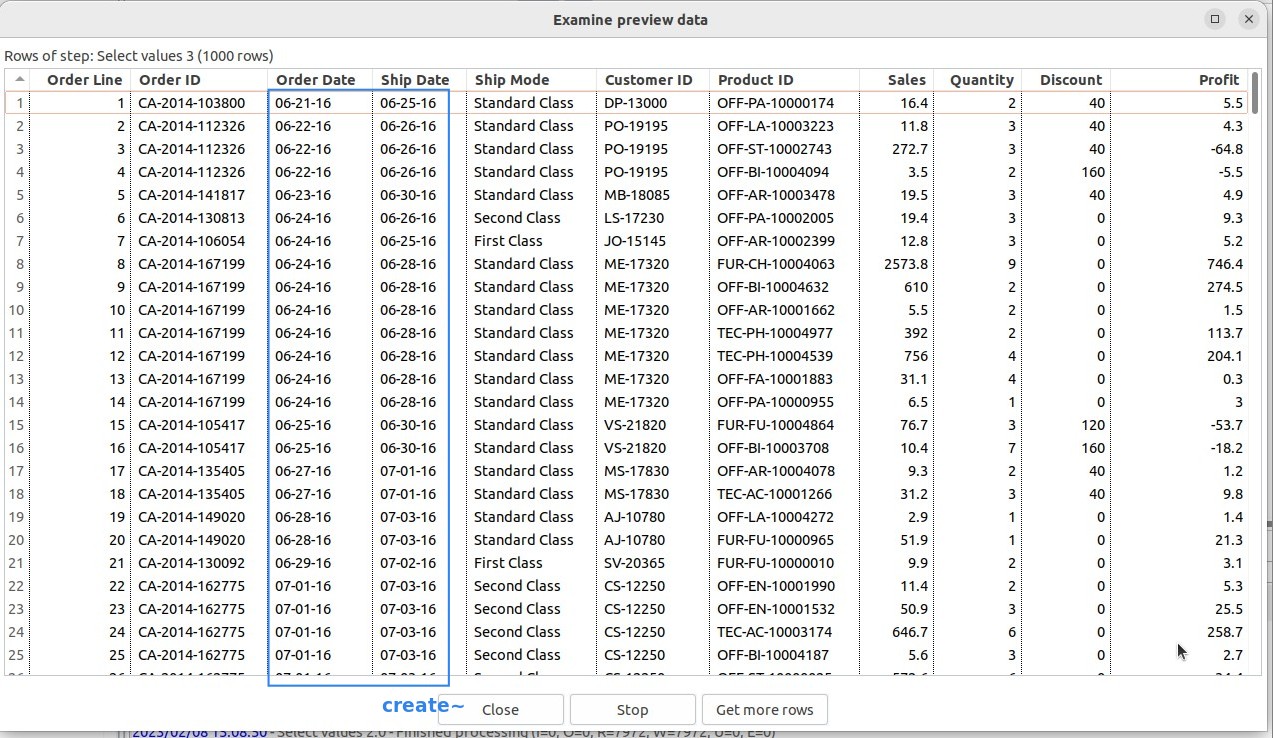 Examine preview data
Rows of step: Select values 3 (1000 rows)
Order Line Order ID Order Date Ship Date Ship Mode Customer ID Product ID Sales Quantity Discount Profit
1 1 CA-2014-103800 06-21-16 06-25-16 Standard Class DP-13000 OFF-PA-10000174 16.4 2 40 5.5
2 2 CA-2014-112326 06-22-16 06-26-16 Standard Class PO-19195 OFF-LA-10003223 11.8 3 40 4.3
3 3 CA-2014-112326 06-22-16 06-26-16 Standard Class PO-19195 OFF-ST-10002743 272.7 3 40 -64.8
4 4 CA-2014-112326 06-22-16 06-26-16 Standard Class PO-19195 OFF-BI-10004094 3.5 2 160 -5.5
5 5 CA-2014-141817 06-23-16 06-30-16 Standard Class MB-18085 OFF-AR-10003478 19.5 3 40 4.9
6 6 CA-2014-130813 06-24-16 06-26-16 Second Class LS-17230 OFF-PA-10002005 19.4 3 0 9.3
7 7 CA-2014-106054 06-24-16 06-25-16 First Class JO-15145 OFF-AR-10002399 12.8 3 0 5.2
8 8 CA-2014-167199 06-24-16 06-28-16 Standard Class ME-17320 FUR-CH-10004063 2573.8 9 0 746.4
9 9 CA-2014-167199 06-24-16 06-28-16 Standard Class ME-17320 OFF-BI-10004632 610 2 0 274.5
10 10 CA-2014-167199 06-24-16 06-28-16 Standard Class ME-17320 OFF-AR-10001662 5.5 2 0 1.5
11 11 CA-2014-167199 06-24-16 06-28-16 Standard Class ME-17320 TEC-PH-10004977 392 2 0 113.7
12 12 CA-2014-167199 06-24-16 06-28-16 Standard Class ME-17320 TEC-PH-10004539 756 4 0 204.1
13 13 CA-2014-167199 06-24-16 06-28-16 Standard Class ME-17320 OFF-FA-10001883 31.1 4 0 0.3
14 14 CA-2014-167199 06-24-16 06-28-16 Standard Class ME-17320 OFF-PA-10000955 6.5 1 0 3
15 15 CA-2014-105417 06-25-16 06-30-16 Standard Class VS-21820 FUR-FU-10004864 76.7 3 120 -53.7
16 16 CA-2014-105417 06-25-16 06-30-16 Standard Class VS-21820 OFF-BI-10003708 10.4 7 160 -18.2
17 17 CA-2014-135405 06-27-16 07-01-16 Standard Class MS-17830 OFF-AR-10004078 9.3 2 40 1.2
18 18 CA-2014-135405 06-27-16 07-01-16 Standard Class MS-17830 TEC-AC-10001266 31.2 3 40 9.8
19 19 CA-2014-149020 06-28-16 07-03-16 Standard Class AJ-10780 OFF-LA-10004272 2.9 1 0 1.4
20 20 CA-2014-149020 06-28-16 07-03-16 Standard Class AJ-10780 FUR-FU-10000965 51.9 1 0 21.3
21 21 CA-2014-130092 06-29-16 07-02-16 First Class SV-20365 FUR-FU-10000010 9.9 2 0 3.1
22 22 CA-2014-162775 07-01-16 07-03-16 Second Class CS-12250 OFF-EN-10001990 11.4 2 0 5.3
23 23 CA-2014-162775 07-01-16 07-03-16 Second Class CS-12250 OFF-EN-10001532 50.9 3 0 25.5
24 24 CA-2014-162775 07-01-16 07-03-16 Second Class CS-12250 TEC-AC-10003174 646.7 6 0 258.7
25 25 CA-2014-162775 07-01-16 07-03-16 Second Class CS-12250 OFF-BI-10004187 5.6 3 0 2.7
create~ Close Stop Get more rows
2023/02/08 13:08:30 - Select values 2.0 - Finished processing (I=0, O=0, R=7972, W=7972, U=0, E=0)